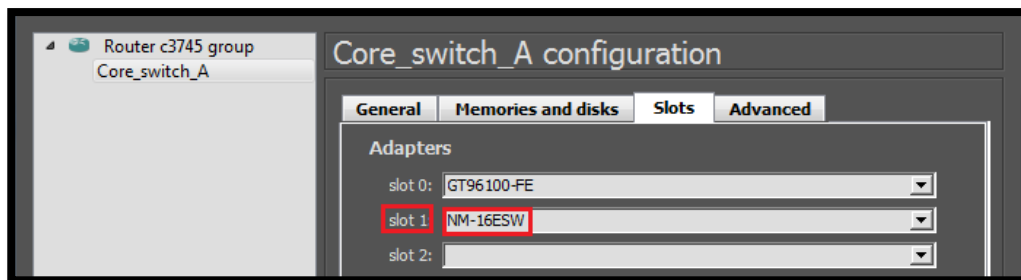 Router c3745 group
Core_switch_A
Core_switch_A configuration
General Memories and disks Slots Advanced
Adapters
slot 0: GT96100-FE
slot 1: NM-16ESW
slot 2: